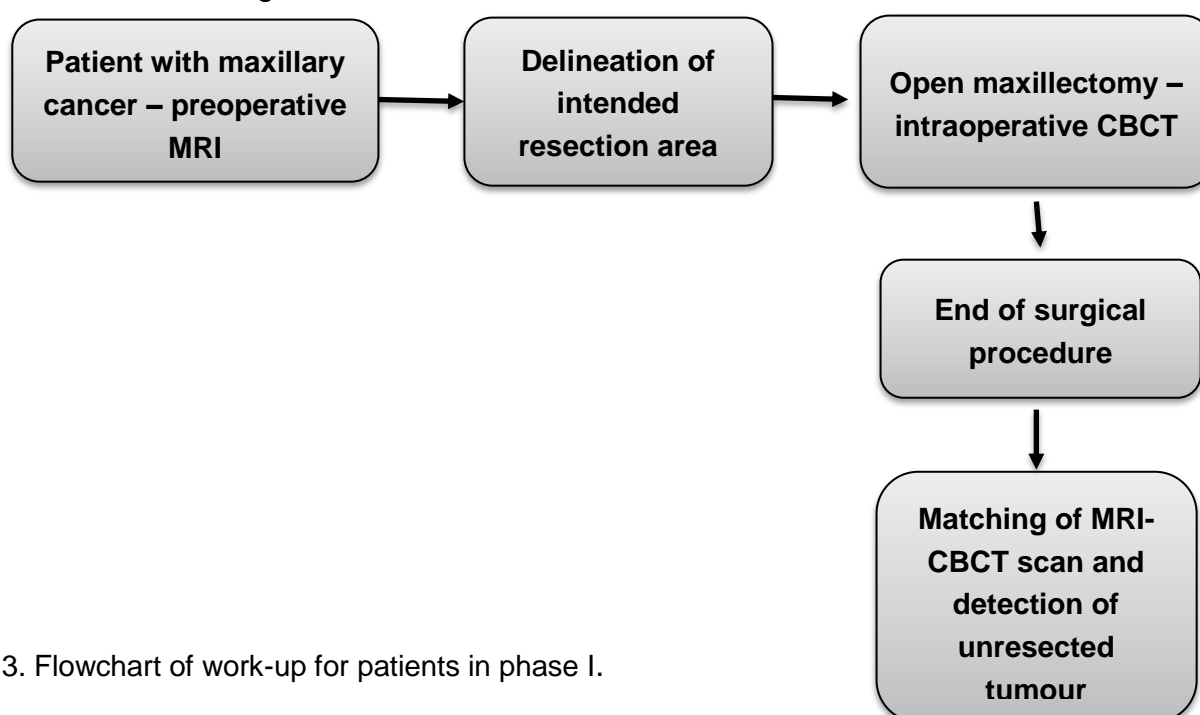 Patient with maxillary
cancer – preoperative
MRI
Delineation of
intended
resection area
Open maxillectomy –
intraoperative CBCT
End of surgical
procedure
Matching of MRI-
CBCT scan and
detection of
unresected
tumour
3. Flowchart of work-up for patients in phase I.